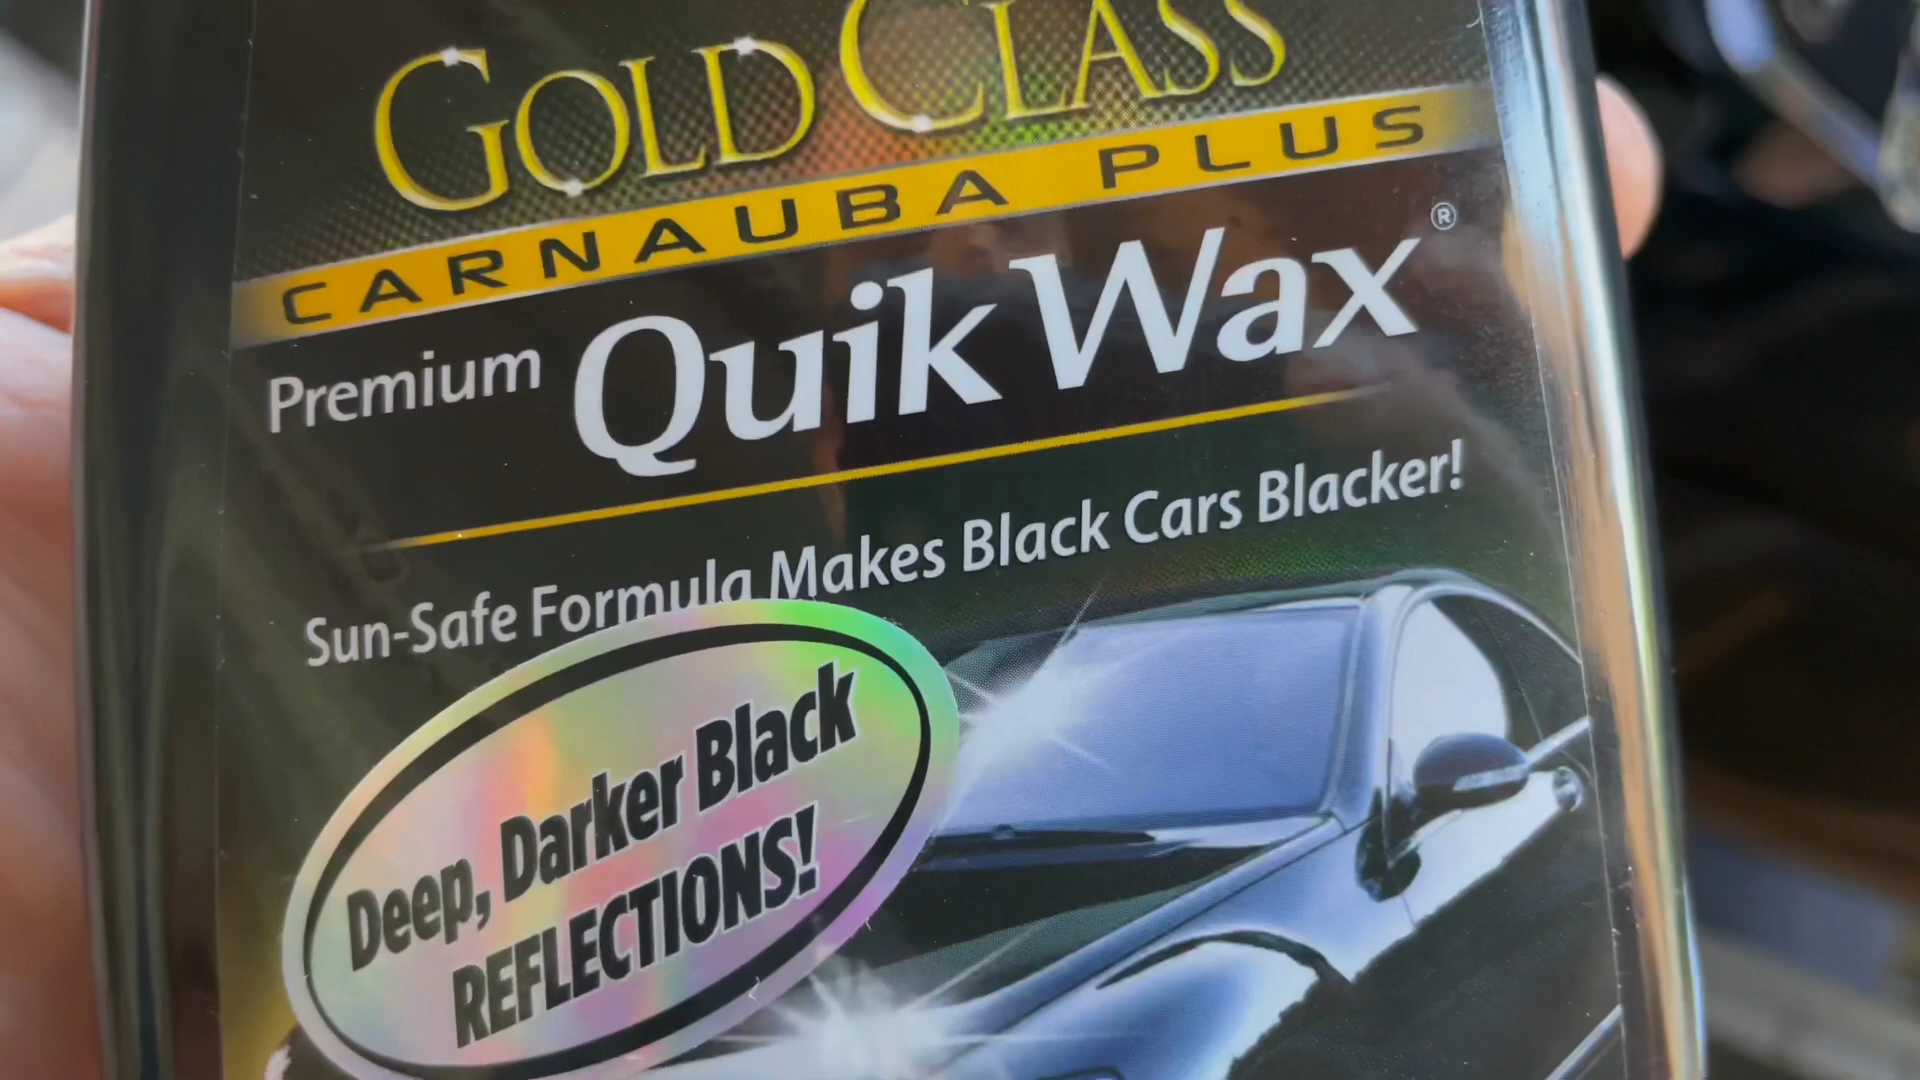 GOLD CLASS
CARNAUBA PLUS
Premium Quik Wax®
Sun-Safe Formula Makes Black Cars Blacker!
Deep, Darker Black
REFLECTIONS!